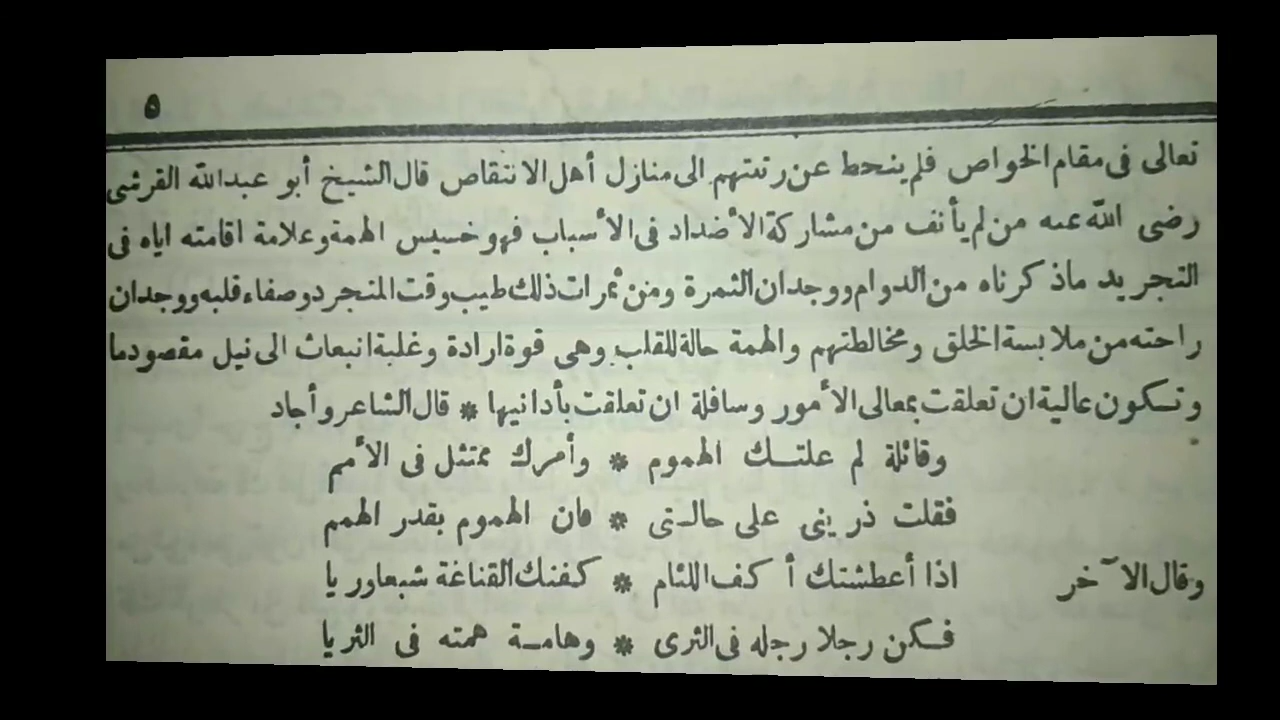 ٥
تعالى فى مقام الخواص فلم ينحط عن رتبتهم الى منازل أهل الانتقاص قال الشيخ أبو عبد الله القرشى
رضى الله عنه من لم يأنف من مشاركة الأضداد فى الأسباب فهو خسيس الهمة وعلامة اقامته اياه فى
التجريد ماذكرناه من الدوام ووجدان الثمرة ومن ثمرات ذلك طيب وقت المتجرد وصفاء قلبه ووجدان
راحته من ملابسة الخلق ومخالطتهم والهمة حالة للقلب وهى قوة ارادة وغلبة انبعاث الى نيل مقصود ما
وتكون عالية ان تعلقت بمعالى الأمور وسافلة ان تعلقت بأدانيها * قال الشاعر وأجاد
وقائلة لم علتك الهموم * وأمرك ممتثل فى الأمم
فقلت ذرينى على حالتى * فان الهموم بقدر الهمم
وقال الآخر اذا أعطشتك أكف اللئام * كفتك القناغة شبعا وريا
فكن رجلا رجله فى الثرى * وهامة همته فى الثريا